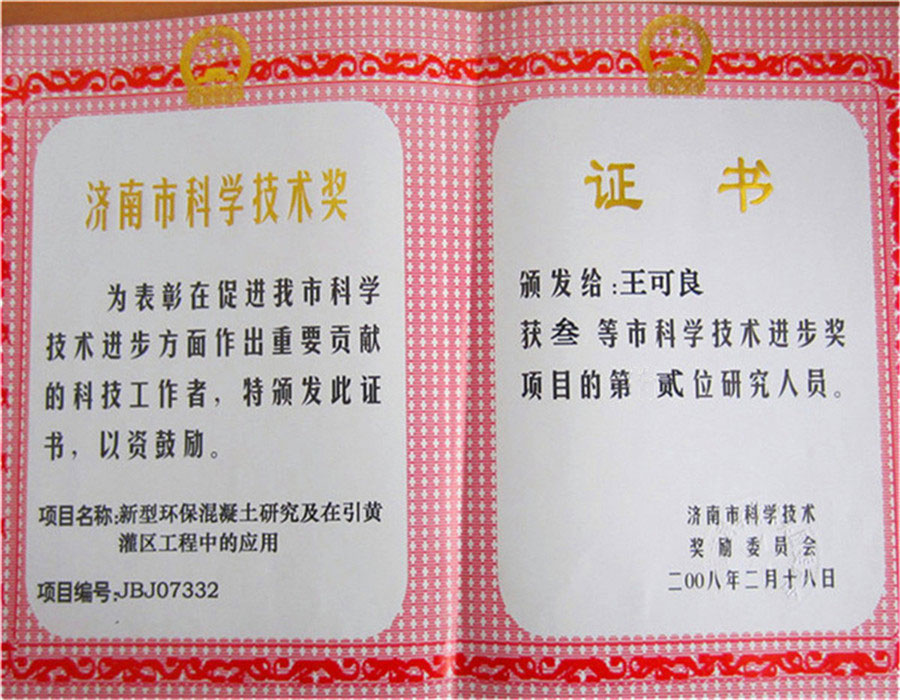 济南市科学技术奖
为表彰在促进我市科学
技术进步方面作出重要贡献
的科技工作者，特颁发此证
书，以资鼓励。
项目名称:新型环保混凝土研究及在引黄
灌区工程中的应用
项目编号:JBJ07332
证 书
颁发给:王可良
获叁等市科学技术进步奖
项目的第 贰位研究人员。
济南市科学技术
奖励委员会
二〇〇八年二月十八日